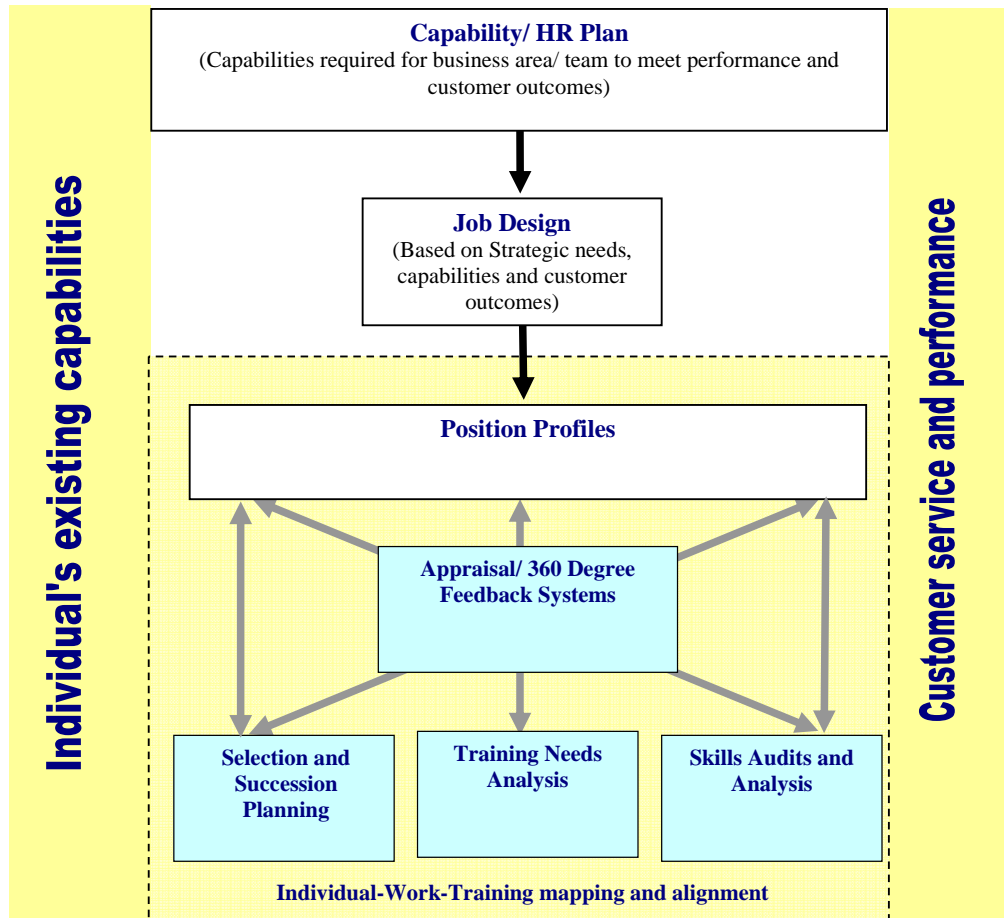 Capability/ HR Plan
(Capabilities required for business area/ team to meet performance and
customer outcomes)
Individual's existing capabilities
Customer service and performance
Job Design
(Based on Strategic needs,
capabilities and customer
outcomes)
Position Profiles
Appraisal/ 360 Degree
Feedback Systems
Selection and
Succession
Planning
Training Needs
Analysis
Skills Audits and
Analysis
Individual-Work-Training mapping and alignment